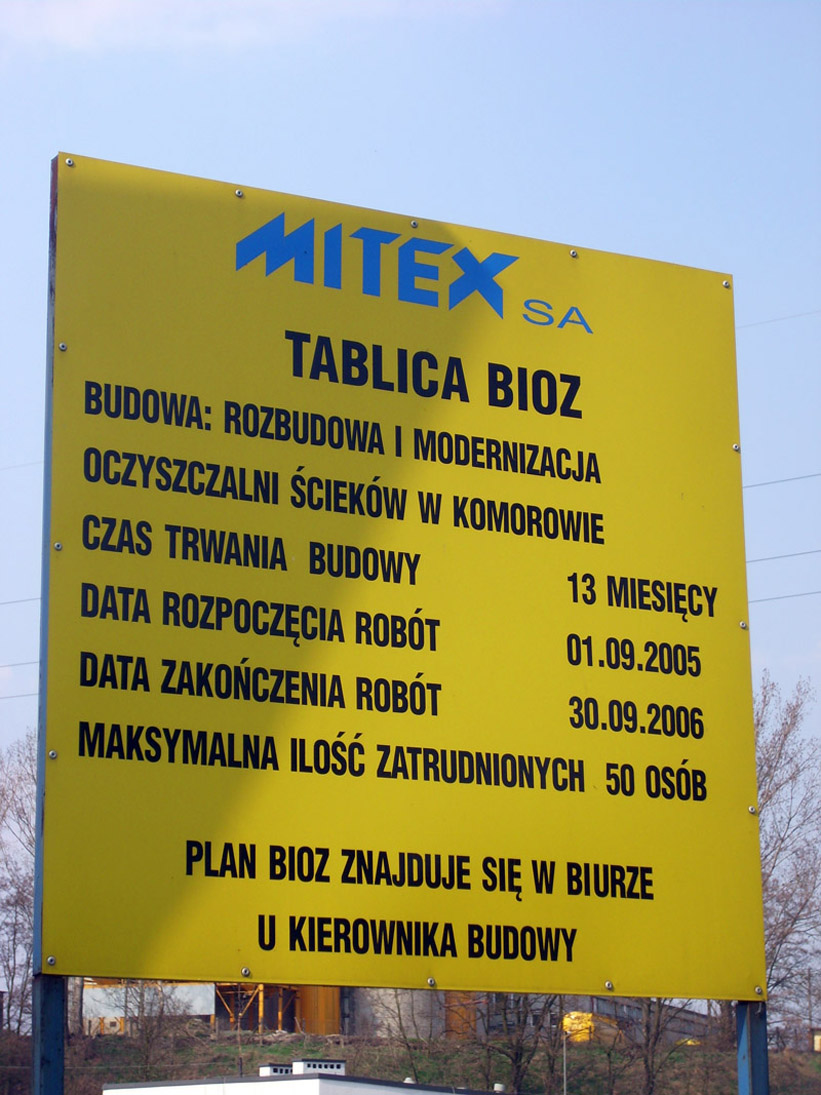 MITEX SA
TABLICA BIOZ
BUDOWA: ROZBUDOWA I MODERNIZACJA
OCZYSZCZALNI ŚCIEKÓW W KOMOROWIE
CZAS TRWANIA BUDOWY 13 MIESIĘCY
DATA ROZPOCZĘCIA ROBÓT 01.09.2005
DATA ZAKOŃCZENIA ROBÓT 30.09.2006
MAKSYMALNA ILOŚĆ ZATRUDNIONYCH 50 OSÓB
PLAN BIOZ ZNAJDUJE SIĘ W BIURZE
U KIEROWNIKA BUDOWY